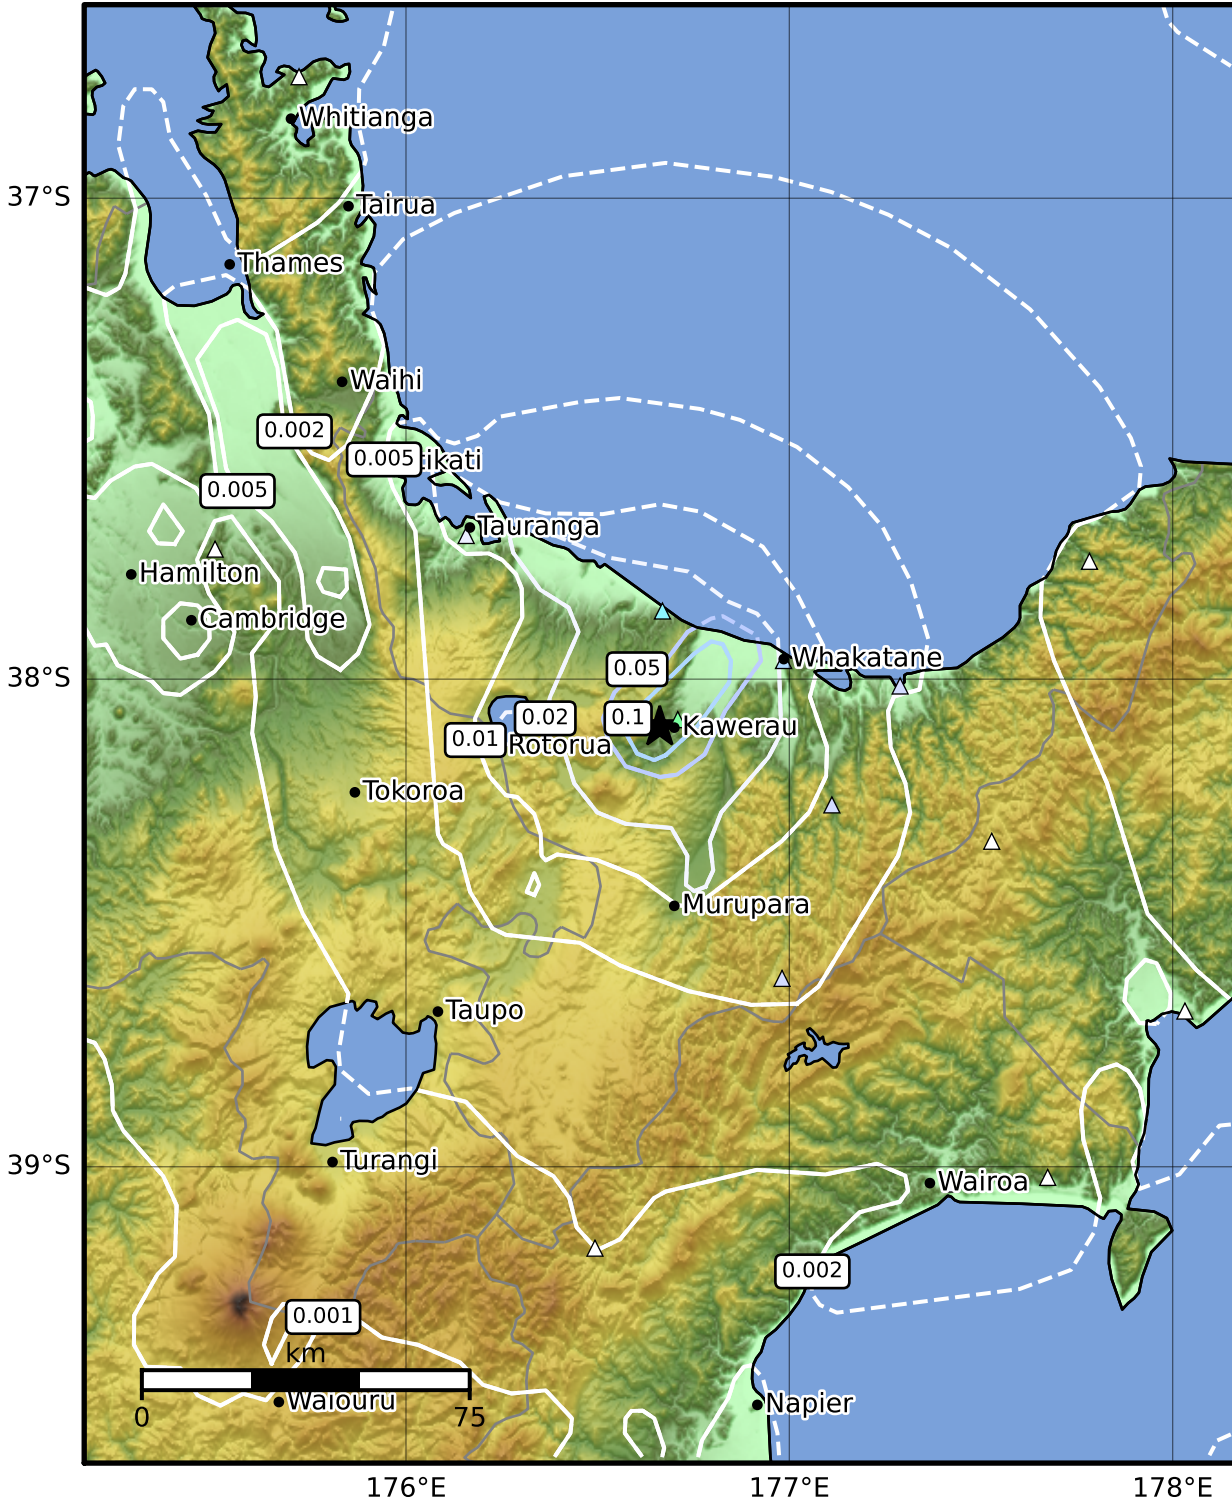 Whitianga
37°S
Tairua
Thames
Waihi
0.002
0.005
tikati
0.005
Tauranga
Hamilton
Cambridge
Whakatane
0.05
38°S
0.02
0.1
Kawerau
0.01
Rotorua
Tokoroa
Murupara
Taupo
Turangi
39°S
Wairoa
0.002
0.001
km
Waiouru
Napier
0
75
176°E
177°E
178°E